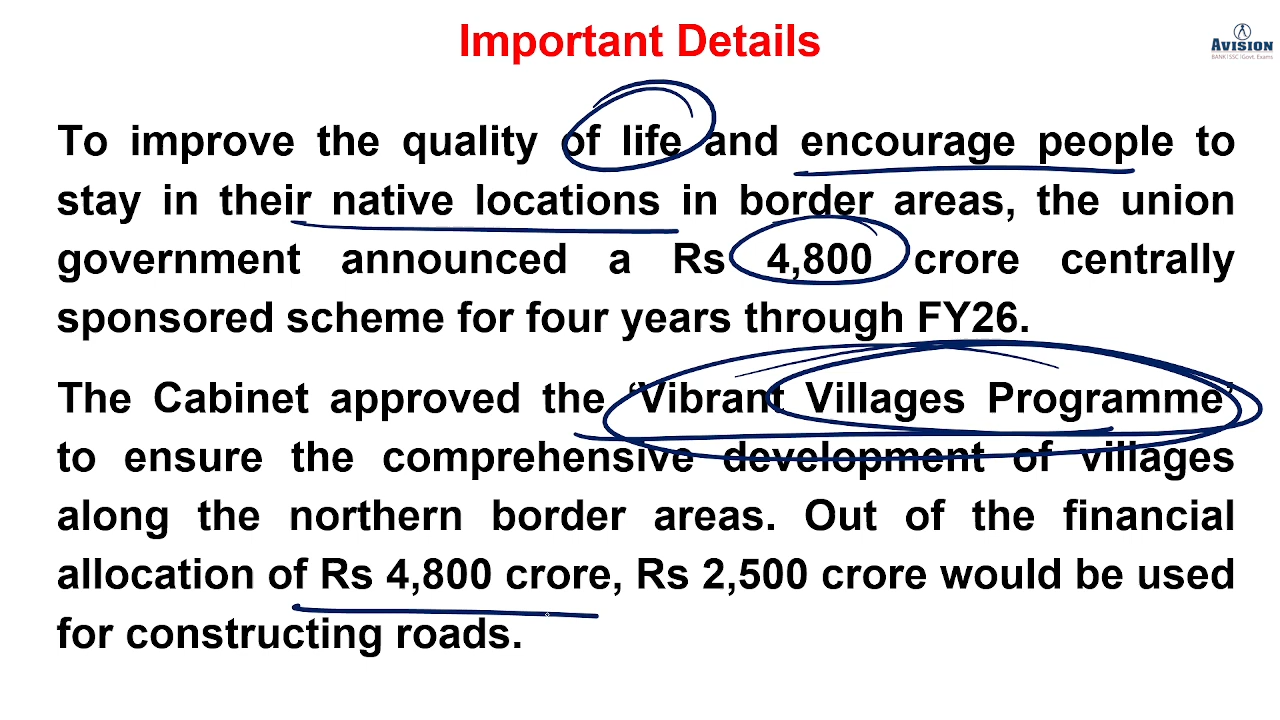 Important Details
AVISION
BANK|SSC|Govt. Exams
To improve the quality of life and encourage people to
stay in their native locations in border areas, the union
government announced a Rs 4,800 crore centrally
sponsored scheme for four years through FY26.
The Cabinet approved the ‘Vibrant Villages Programme’
to ensure the comprehensive development of villages
along the northern border areas. Out of the financial
allocation of Rs 4,800 crore, Rs 2,500 crore would be used
for constructing roads.